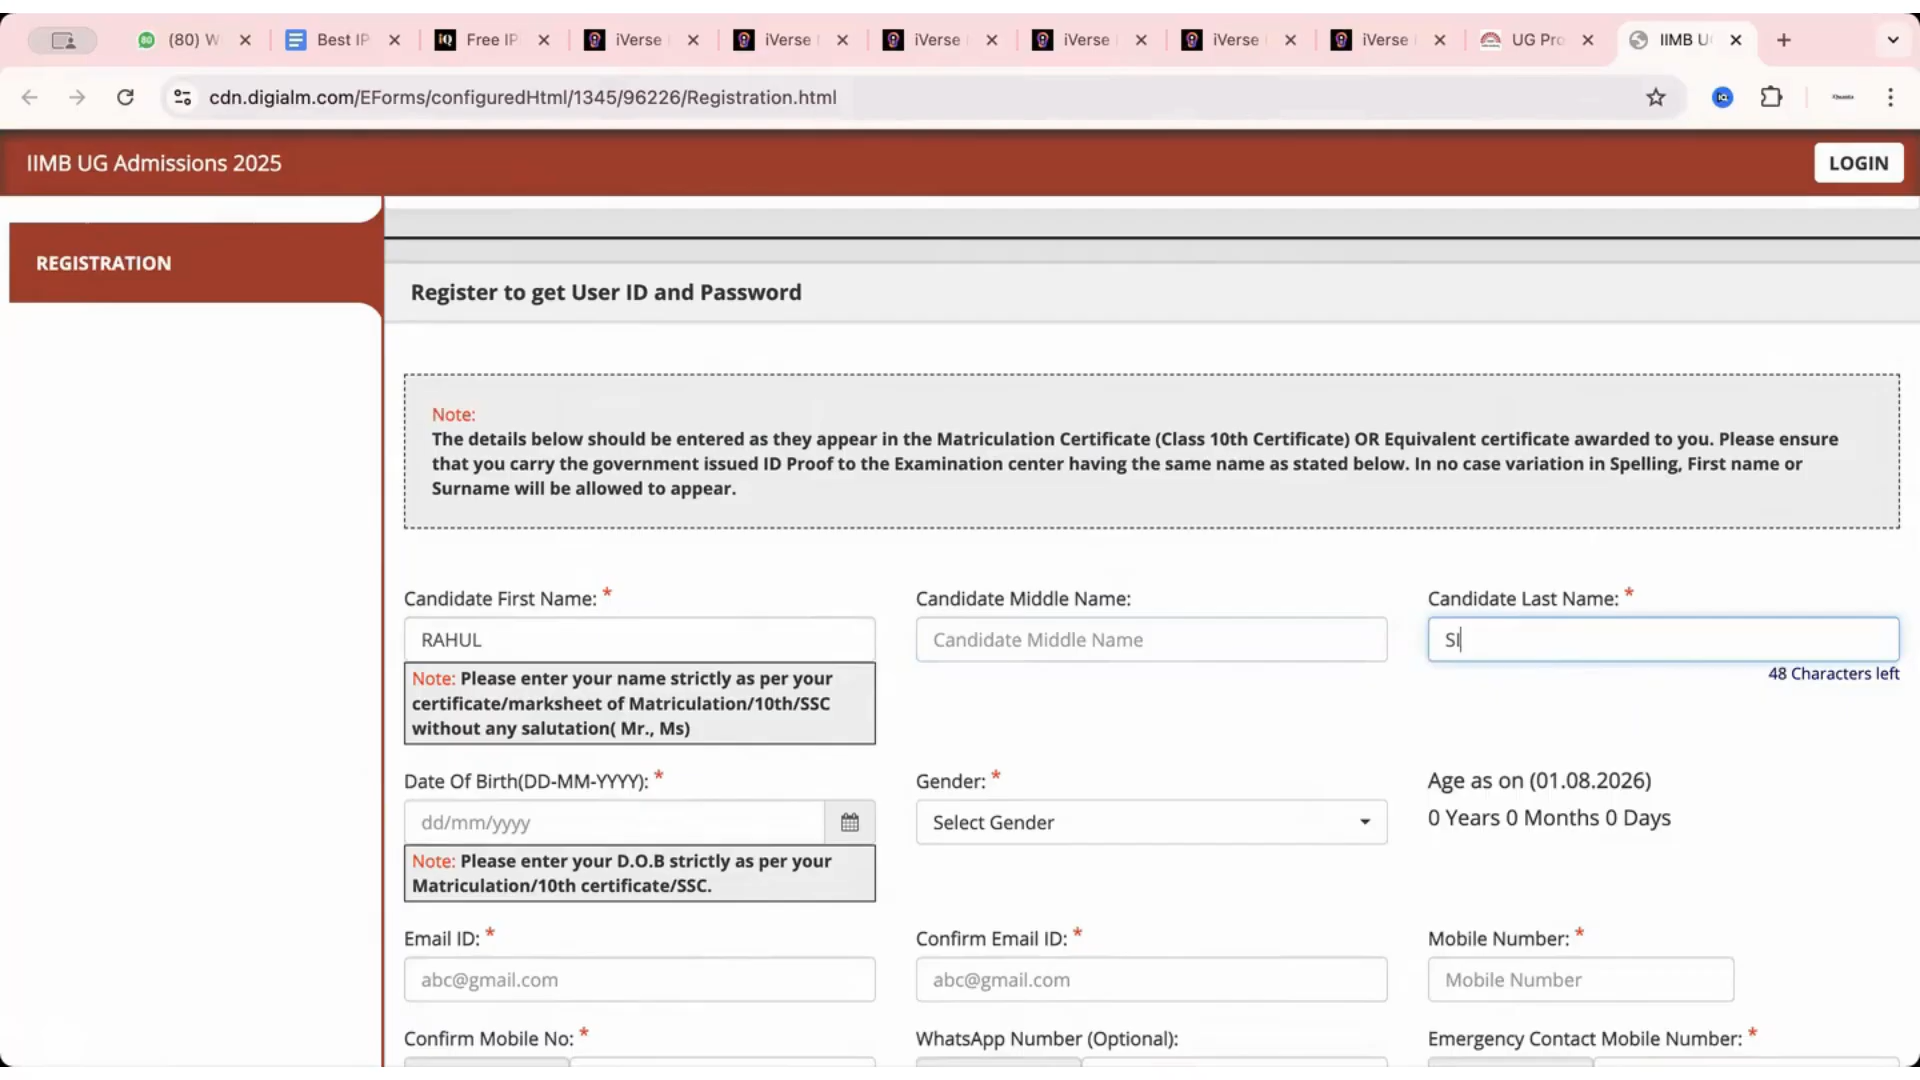 (80) W
Best IP
Free IP
iVerse
iVerse
iVerse
iVerse
iVerse
iVerse
UG Pro
IIMB U
cdn.digialm.com/EForms/configuredHtml/1345/96226/Registration.html
IIMB UG Admissions 2025
LOGIN
REGISTRATION
Register to get User ID and Password
Note:
The details below should be entered as they appear in the Matriculation Certificate (Class 10th Certificate) OR Equivalent certificate awarded to you. Please ensure
that you carry the government issued ID Proof to the Examination center having the same name as stated below. In no case variation in Spelling, First name or
Surname will be allowed to appear.
Candidate First Name: * Candidate Middle Name: Candidate Last Name: *
RAHUL Candidate Middle Name SI
48 Characters left
Note: Please enter your name strictly as per your
certificate/marksheet of Matriculation/10th/SSC
without any salutation( Mr., Ms)
Date Of Birth(DD-MM-YYYY): * Gender: * Age as on (01.08.2026)
dd/mm/yyyy Select Gender 0 Years 0 Months 0 Days
Note: Please enter your D.O.B strictly as per your
Matriculation/10th certificate/SSC.
Email ID: * Confirm Email ID: * Mobile Number: *
abc@gmail.com abc@gmail.com Mobile Number
Confirm Mobile No: * WhatsApp Number (Optional): Emergency Contact Mobile Number: *